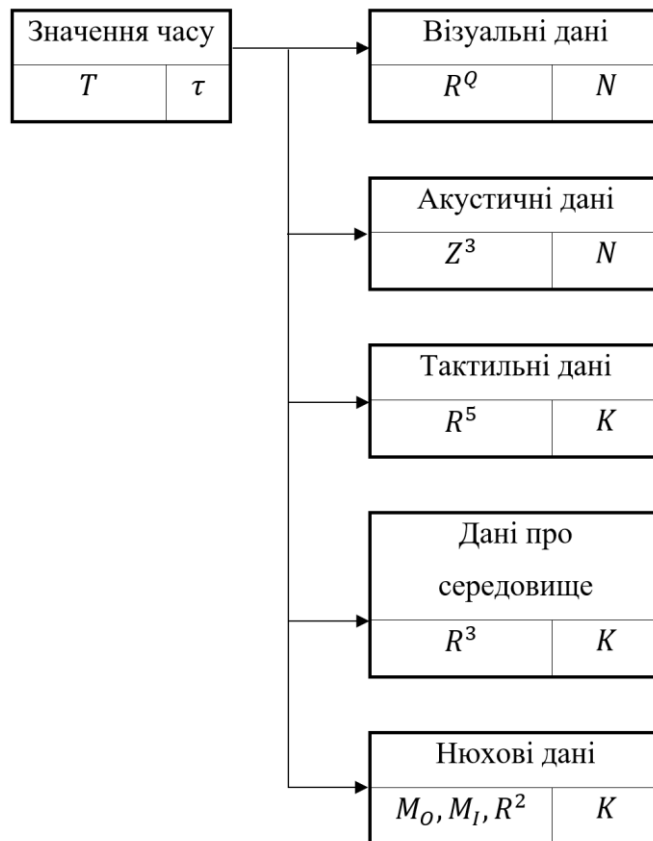 Значення часу
T τ
Візуальні дані
R^Q N
Акустичні дані
Z^3 N
Тактильні дані
R^5 K
Дані про
середовище
R^3 K
Нюхові дані
M_O, M_I, R^2 K